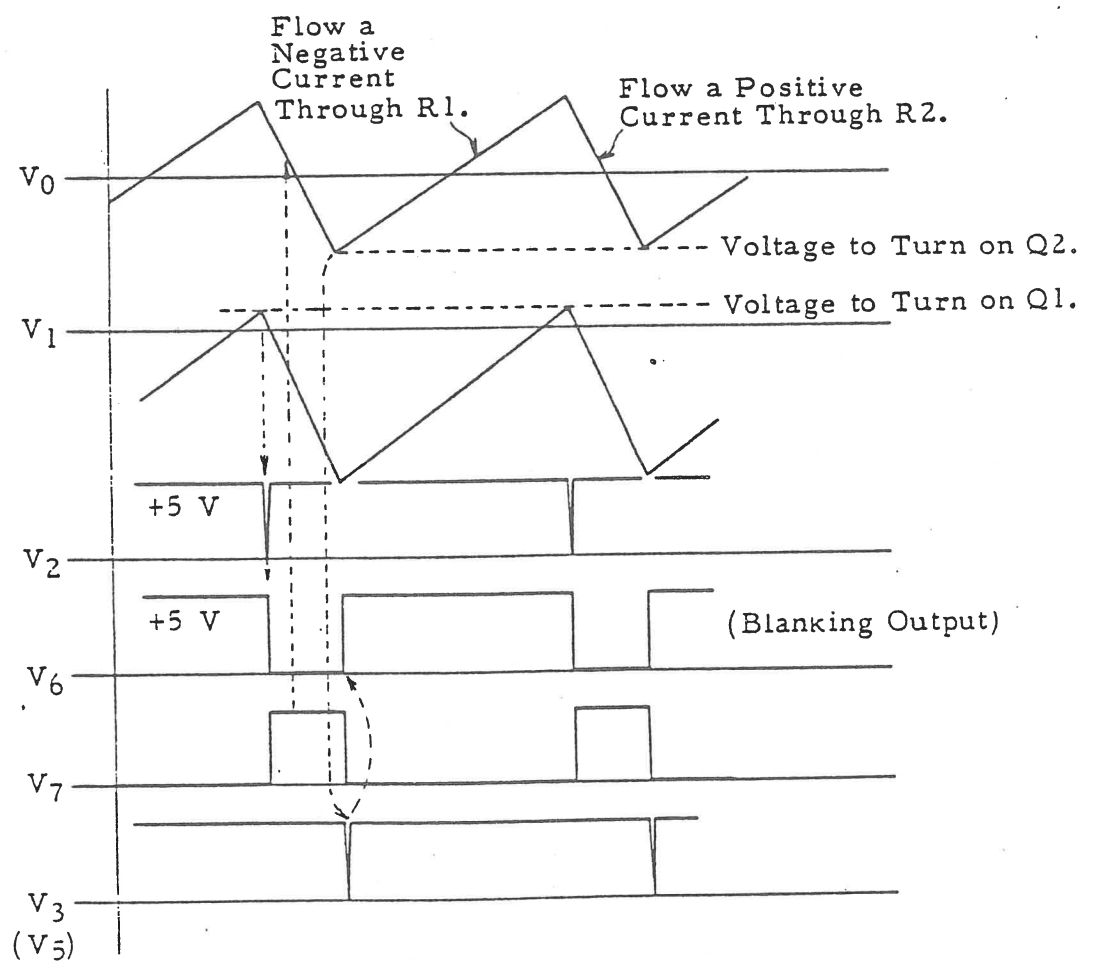 Flow a
Negative
Current
Through R1.
Flow a Positive
Current Through R2.
V0
Voltage to Turn on Q2.
Voltage to Turn on Q1.
V1
+5 V
V2
+5 V
(Blanking Output)
V6
V7
V3
(V5)